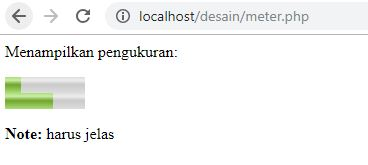 localhost/desain/meter.php
Menampilkan pengukuran:
Note: harus jelas